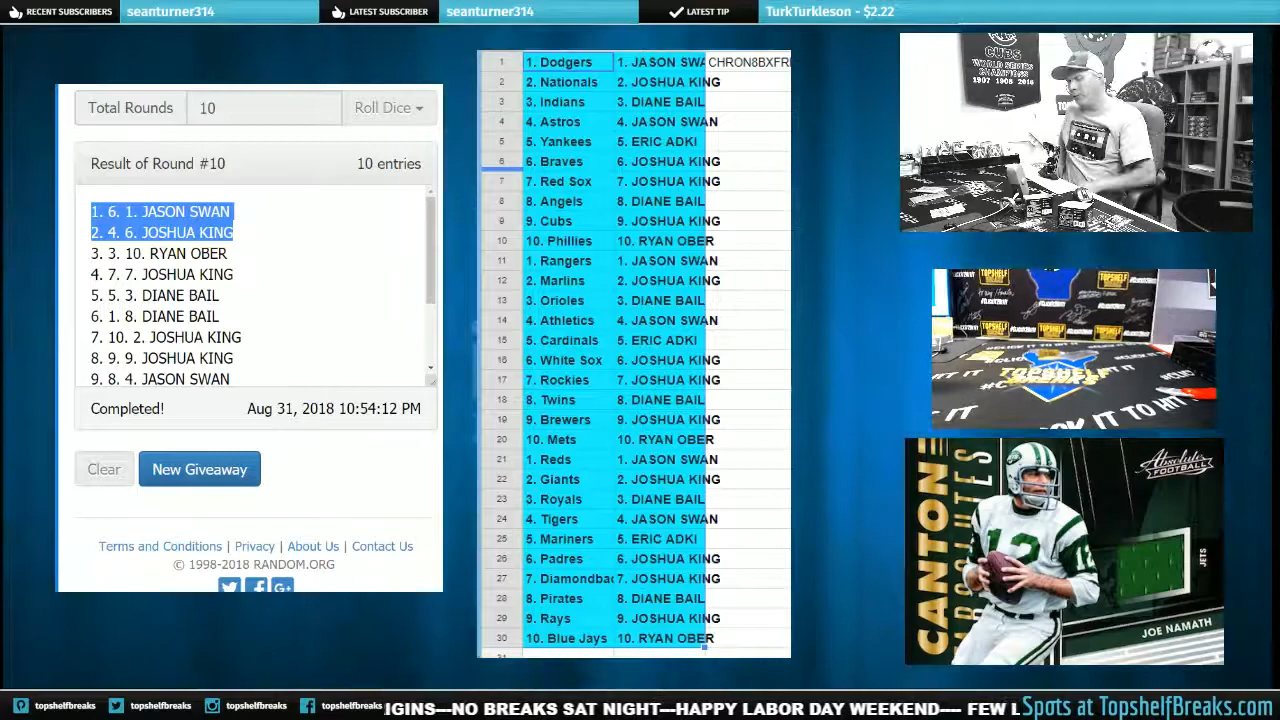 RECENT SUBSCRIBERS seanturner314 LATEST SUBSCRIBER seanturner314 LATEST TIP TurkTurkleson - $2.22
Total Rounds 10 Roll Dice
Result of Round #10 10 entries
1. 6. 1. JASON SWAN
2. 4. 6. JOSHUA KING
3. 3. 10. RYAN OBER
4. 7. 7. JOSHUA KING
5. 5. 3. DIANE BAIL
6. 1. 8. DIANE BAIL
7. 10. 2. JOSHUA KING
8. 9. 9. JOSHUA KING
9. 8. 4. JASON SWAN
Completed! Aug 31, 2018 10:54:12 PM
Clear New Giveaway
Terms and Conditions | Privacy | About Us | Contact Us
© 1998-2018 RANDOM.ORG
1 1. Dodgers 1. JASON SWA CHRON8BXFR
2 2. Nationals 2. JOSHUA KING
3 3. Indians 3. DIANE BAIL
4 4. Astros 4. JASON SWAN
5 5. Yankees 5. ERIC ADKI
6 6. Braves 6. JOSHUA KING
7 7. Red Sox 7. JOSHUA KING
8 8. Angels 8. DIANE BAIL
9 9. Cubs 9. JOSHUA KING
10 10. Phillies 10. RYAN OBER
11 1. Rangers 1. JASON SWAN
12 2. Marlins 2. JOSHUA KING
13 3. Orioles 3. DIANE BAIL
14 4. Athletics 4. JASON SWAN
15 5. Cardinals 5. ERIC ADKI
16 6. White Sox 6. JOSHUA KING
17 7. Rockies 7. JOSHUA KING
18 8. Twins 8. DIANE BAIL
19 9. Brewers 9. JOSHUA KING
20 10. Mets 10. RYAN OBER
21 1. Reds 1. JASON SWAN
22 2. Giants 2. JOSHUA KING
23 3. Royals 3. DIANE BAIL
24 4. Tigers 4. JASON SWAN
25 5. Mariners 5. ERIC ADKI
26 6. Padres 6. JOSHUA KING
27 7. Diamondbac 7. JOSHUA KING
28 8. Pirates 8. DIANE BAIL
29 9. Rays 9. JOSHUA KING
30 10. Blue Jays 10. RYAN OBER
CUBS
WORLD SERIES
CHAMPIONS
1907 1908 2016
TOPSHELF
BREAKS
IT TO HIT
CANTON
ABSOLUTES
Absolute
FOOTBALL
12
JETS
JOE NAMATH
topshelfbreaks topshelfbreaks topshelfbreaks topshelfbreaks IGINS---NO BREAKS SAT NIGHT---HAPPY LABOR DAY WEEKEND---- FEW L Spots at TopshelfBreaks.com